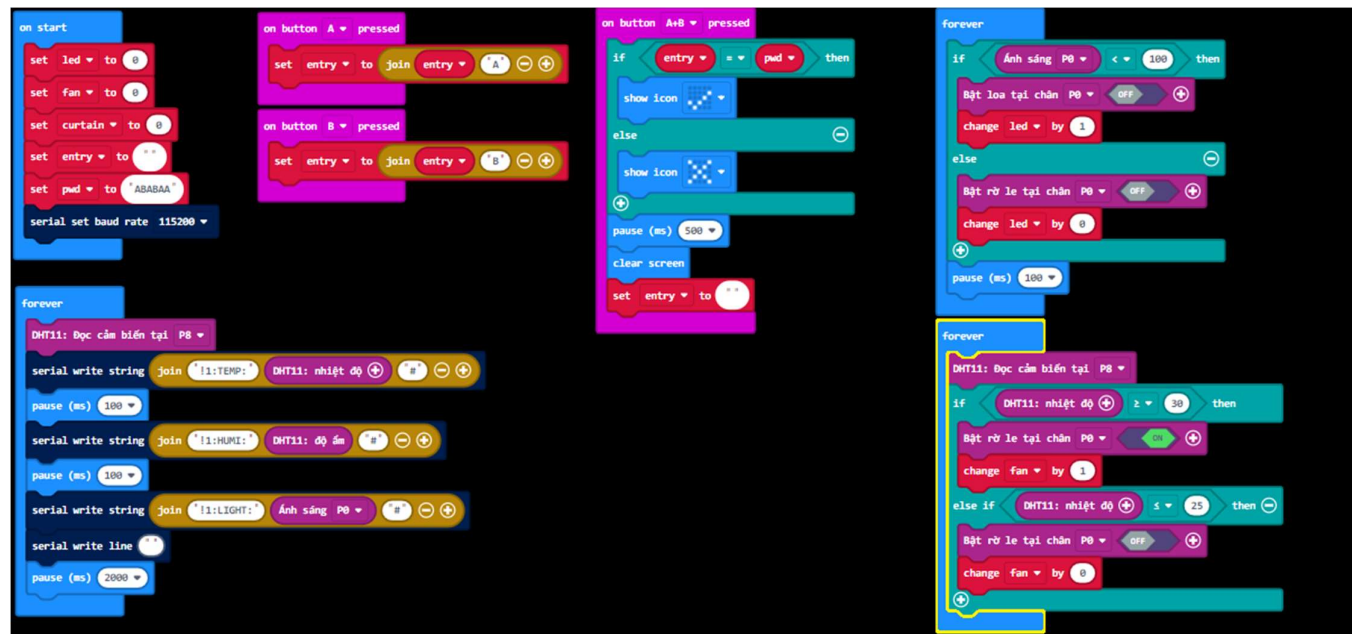 on start
set led to 0
set fan to 0
set curtain to 0
set entry to " "
set pwd to "ABABAA"
serial set baud rate 115200
on button A pressed
set entry to join entry "A"
on button B pressed
set entry to join entry "B"
on button A+B pressed
if entry = pwd then
show icon
else
show icon
pause (ms) 500
clear screen
set entry to " "
forever
if Ánh sáng P0 < 100 then
Bật loa tại chân P0 OFF
change led by 1
else
Bật rờ le tại chân P0 OFF
change led by 0
pause (ms) 100
forever
DHT11: Đọc cảm biến tại P8
serial write string join "!1:TEMP:" DHT11: nhiệt độ "#"
pause (ms) 100
serial write string join "!1:HUMI:" DHT11: độ ẩm "#"
pause (ms) 100
serial write string join "!1:LIGHT:" Ánh sáng P0 "#"
serial write line " "
pause (ms) 2000
forever
DHT11: Đọc cảm biến tại P8
if DHT11: nhiệt độ ≥ 30 then
Bật rờ le tại chân P0 ON
change fan by 1
else if DHT11: nhiệt độ ≤ 25 then
Bật rờ le tại chân P0 OFF
change fan by 0